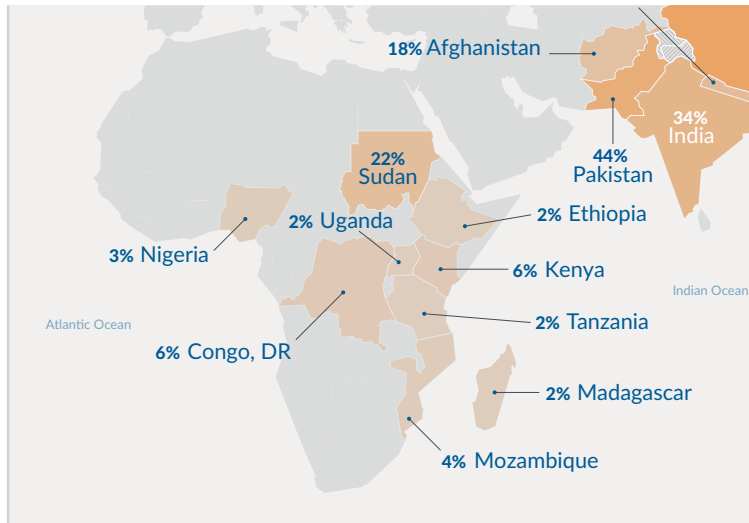 18% Afghanistan
34%
India
44%
Pakistan
22%
Sudan
2% Uganda
2% Ethiopia
3% Nigeria
6% Kenya
Indian Ocean
Atlantic Ocean
2% Tanzania
6% Congo, DR
2% Madagascar
4% Mozambique